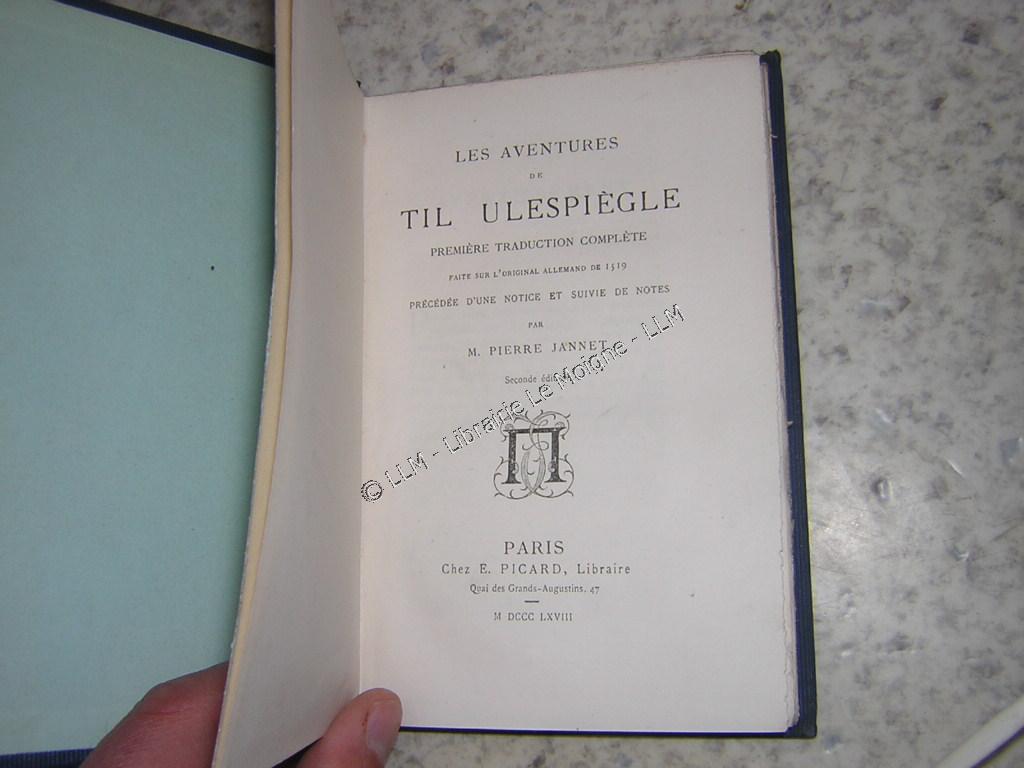 LES AVENTURES
DE
TIL ULESPIÈGLE
PREMIÈRE TRADUCTION COMPLÈTE
FAITE SUR L'ORIGINAL ALLEMAND DE 1519
PRÉCÉDÉE D'UNE NOTICE ET SUIVIE DE NOTES
PAR
M. PIERRE JANNET
Seconde
© LLM - Librairie Le Moigne - LLM
PARIS
Chez E. PICARD, Libraire
Quai des Grands-Augustins, 47
M DCCC LXVIII